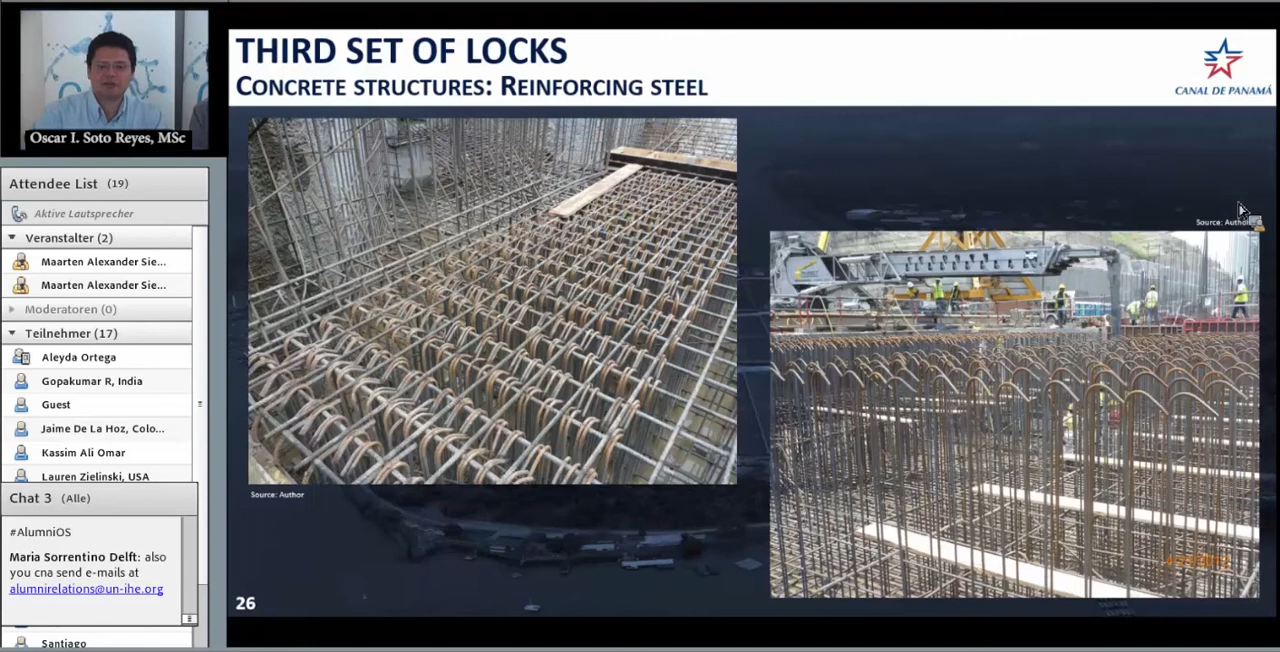 Oscar I. Soto Reyes, MSc
Attendee List (19)
Aktive Lautsprecher
Veranstalter (2)
Maarten Alexander Sie...
Maarten Alexander Sie...
Moderatoren (0)
Teilnehmer (17)
Aleyda Ortega
Gopakumar R, India
Guest
Jaime De La Hoz, Colo...
Kassim Ali Omar
Lauren Zielinski, USA
Chat 3 (Alle)
#AlumniOS
Maria Sorrentino Delft: also
you cna send e-mails at
alumnirelations@un-ihe.org
Santiago
THIRD SET OF LOCKS
CONCRETE STRUCTURES: REINFORCING STEEL
CANAL DE PANAMÁ
Source: Author
Source: Author
26